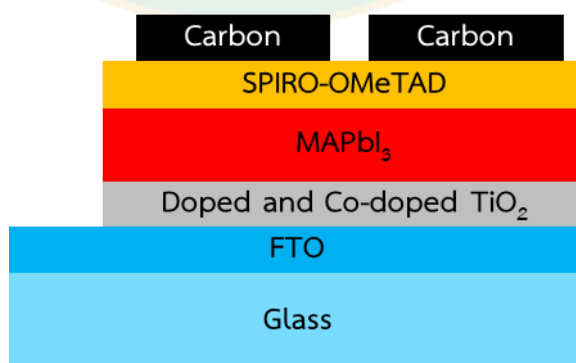 Carbon Carbon
SPIRO-OMeTAD
MAPbI₃
Doped and Co-doped TiO₂
FTO
Glass